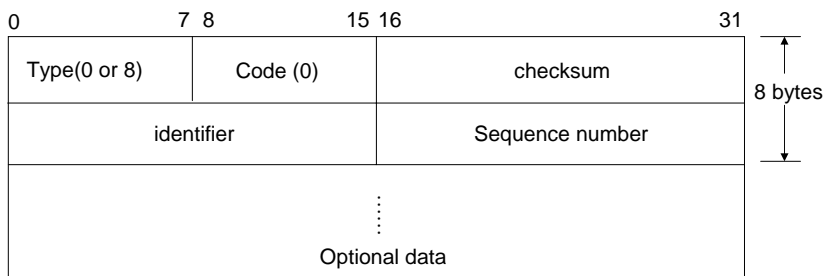 0 7 8 15 16 31
Type(0 or 8) Code (0) checksum
8 bytes
identifier Sequence number
Optional data